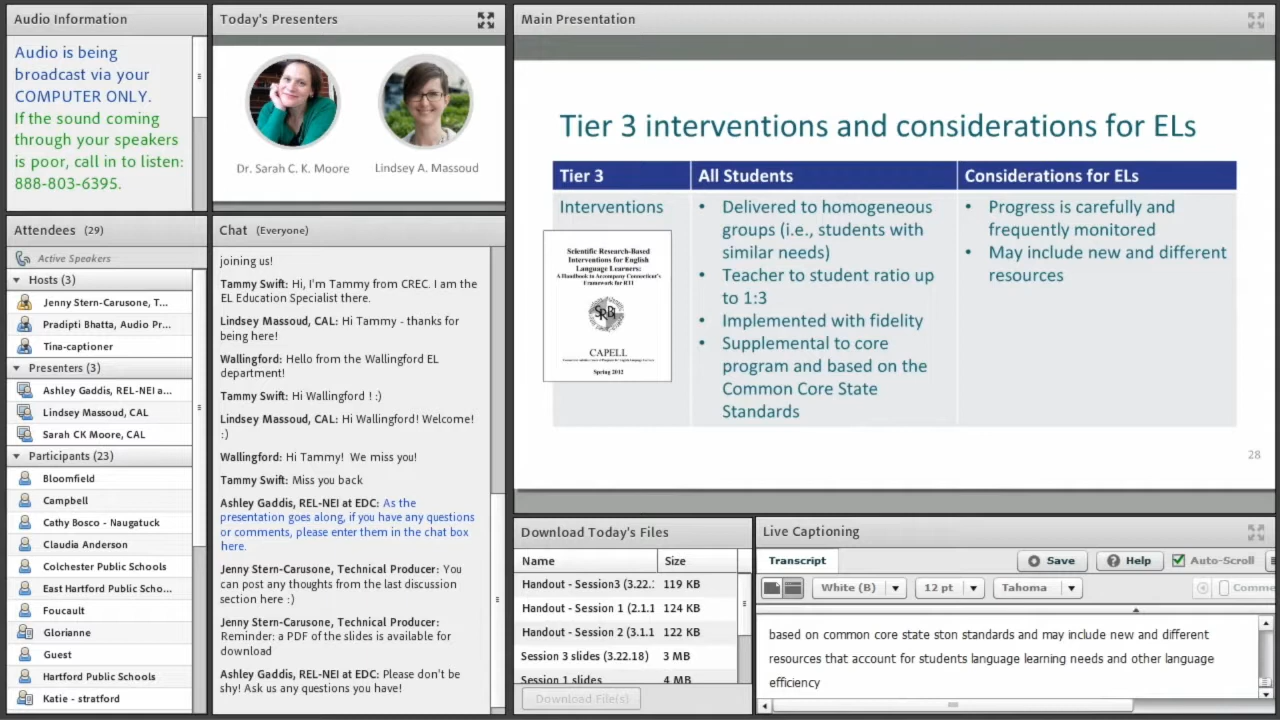 Audio Information
Audio is being
broadcast via your
COMPUTER ONLY.
If the sound coming
through your speakers
is poor, call in to listen:
888-803-6395.
Today's Presenters
Dr. Sarah C. K. Moore
Lindsey A. Massoud
Attendees (29)
Active Speakers
Hosts (3)
Jenny Stern-Carusone, T...
Pradipti Bhatta, Audio Pr...
Tina-captioner
Presenters (3)
Ashley Gaddis, REL-NEI a...
Lindsey Massoud, CAL
Sarah CK Moore, CAL
Participants (23)
Bloomfield
Campbell
Cathy Bosco - Naugatuck
Claudia Anderson
Colchester Public Schools
East Hartford Public Scho...
Foucault
Glorianne
Guest
Hartford Public Schools
Katie - stratford
Chat (Everyone)
joining us!
Tammy Swift: Hi, I'm Tammy from CREC. I am the
EL Education Specialist there.
Lindsey Massoud, CAL: Hi Tammy - thanks for
being here!
Wallingford: Hello from the Wallingford EL
department!
Tammy Swift: Hi Wallingford ! :)
Lindsey Massoud, CAL: Hi Wallingford! Welcome!
:)
Wallingford: Hi Tammy! We miss you!
Tammy Swift: Miss you back
Ashley Gaddis, REL-NEI at EDC: As the
presentation goes along, if you have any questions
or comments, please enter them in the chat box
here.
Jenny Stern-Carusone, Technical Producer: You
can post any thoughts from the last discussion
section here :)
Jenny Stern-Carusone, Technical Producer:
Reminder: a PDF of the slides is available for
download
Ashley Gaddis, REL-NEI at EDC: Please don't be
shy! Ask us any questions you have!
Main Presentation
Tier 3 interventions and considerations for ELs
Tier 3
All Students
Considerations for ELs
Interventions
Scientific Research-Based
Interventions for English
Language Learners:
A Handbook to Accompany Connecticut's
Framework for RTI
SRBI
CAPELL
Spring 2012
• Delivered to homogeneous
groups (i.e., students with
similar needs)
• Teacher to student ratio up
to 1:3
• Implemented with fidelity
• Supplemental to core
program and based on the
Common Core State
Standards
• Progress is carefully and
frequently monitored
• May include new and different
resources
28
Download Today's Files
Name Size
Handout - Session3 (3.22.: 119 KB
Handout - Session 1 (2.1.1 124 KB
Handout - Session 2 (3.1.1 122 KB
Session 3 slides (3.22.18) 3 MB
Session 1 slides 4 MB
Download File(s)
Live Captioning
Transcript Save Help Auto-Scroll
White (B) 12 pt Tahoma Comme
based on common core state ston standards and may include new and different
resources that account for students language learning needs and other language
efficiency